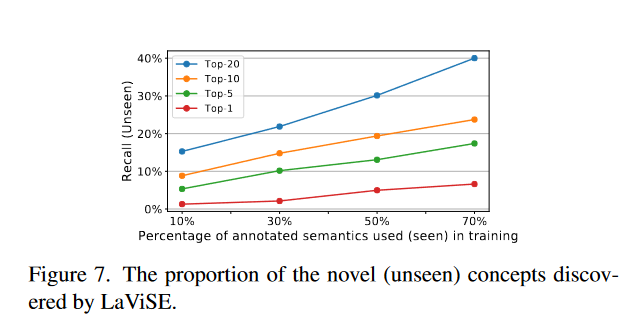 40%
30%
20%
10%
0%
Recall (Unseen)
Top-20
Top-10
Top-5
Top-1
10% 30% 50% 70%
Percentage of annotated semantics used (seen) in training
Figure 7. The proportion of the novel (unseen) concepts discov-
ered by LaViSE.